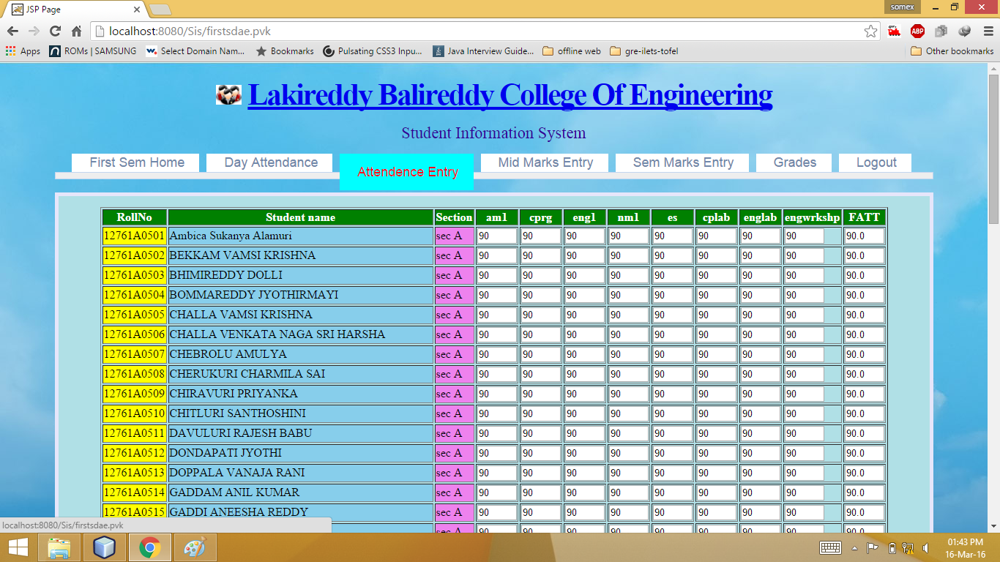 JSP Page
somex
localhost:8080/Sis/firstsdae.pvk
ABP
Apps ROMs | SAMSUNG Select Domain Nam... Bookmarks Pulsating CSS3 Inpu... Java Interview Guide... offline web gre-ilets-tofel Other bookmarks
Lakireddy Balireddy College Of Engineering
Student Information System
First Sem Home Day Attendance Attendence Entry Mid Marks Entry Sem Marks Entry Grades Logout
RollNo Student name Section am1 cprg eng1 nm1 es cplab englab engwrkshp FATT
12761A0501 Ambica Sukanya Alamuri sec A 90 90 90 90 90 90 90 90 90.0
12761A0502 BEKKAM VAMSI KRISHNA sec A 90 90 90 90 90 90 90 90 90.0
12761A0503 BHIMIREDDY DOLLI sec A 90 90 90 90 90 90 90 90 90.0
12761A0504 BOMMAREDDY JYOTHIRMAYI sec A 90 90 90 90 90 90 90 90 90.0
12761A0505 CHALLA VAMSI KRISHNA sec A 90 90 90 90 90 90 90 90 90.0
12761A0506 CHALLA VENKATA NAGA SRI HARSHA sec A 90 90 90 90 90 90 90 90 90.0
12761A0507 CHEBROLU AMULYA sec A 90 90 90 90 90 90 90 90 90.0
12761A0508 CHERUKURI CHARMILA SAI sec A 90 90 90 90 90 90 90 90 90.0
12761A0509 CHIRAVURI PRIYANKA sec A 90 90 90 90 90 90 90 90 90.0
12761A0510 CHITLURI SANTHOSHINI sec A 90 90 90 90 90 90 90 90 90.0
12761A0511 DAVULURI RAJESH BABU sec A 90 90 90 90 90 90 90 90 90.0
12761A0512 DONDAPATI JYOTHI sec A 90 90 90 90 90 90 90 90 90.0
12761A0513 DOPPALA VANAJA RANI sec A 90 90 90 90 90 90 90 90 90.0
12761A0514 GADDAM ANIL KUMAR sec A 90 90 90 90 90 90 90 90 90.0
12761A0515 GADDI ANEESHA REDDY sec A 90 90 90 90 90 90 90 90 90.0
sec A 90 90 90 90 90 90 90 90 90.0
localhost:8080/Sis/firstsdae.pvk
01:43 PM
16-Mar-16